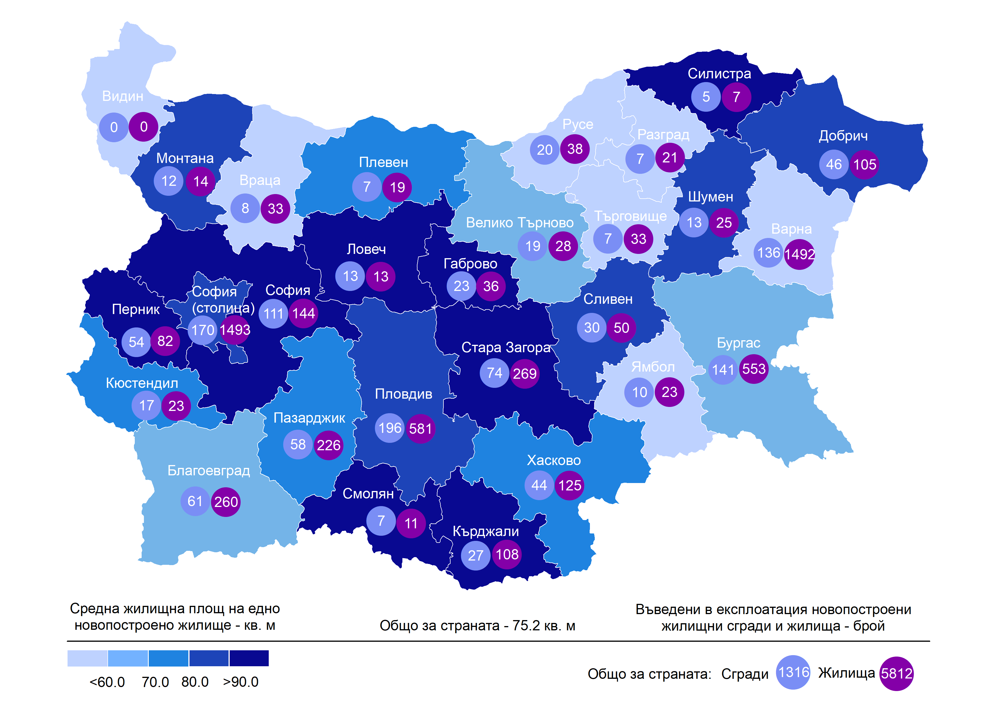 Силистра
5 7
Видин
0 0
Русе
20 38
Разград
7 21
Добрич
46 105
Монтана
12 14
Плевен
7 19
Враца
8 33
Шумен
13 25
Велико Търново
19 28
Търговище
7 33
Варна
136 1492
Ловеч
13 13
Габрово
23 36
София
(столица)
170 1493
София
111 144
Перник
54 82
Сливен
30 50
Стара Загора
74 269
Бургас
141 553
Ямбол
10 23
Кюстендил
17 23
Пловдив
196 581
Пазарджик
58 226
Хасково
44 125
Благоевград
61 260
Смолян
7 11
Кърджали
27 108
Средна жилищна площ на едно
новопостроено жилище - кв. м
Общо за страната - 75.2 кв. м
Въведени в експлоатация новопостроени
жилищни сгради и жилища - брой
<60.0 70.0 80.0 >90.0
Общо за страната: Сгради 1316 Жилища 5812